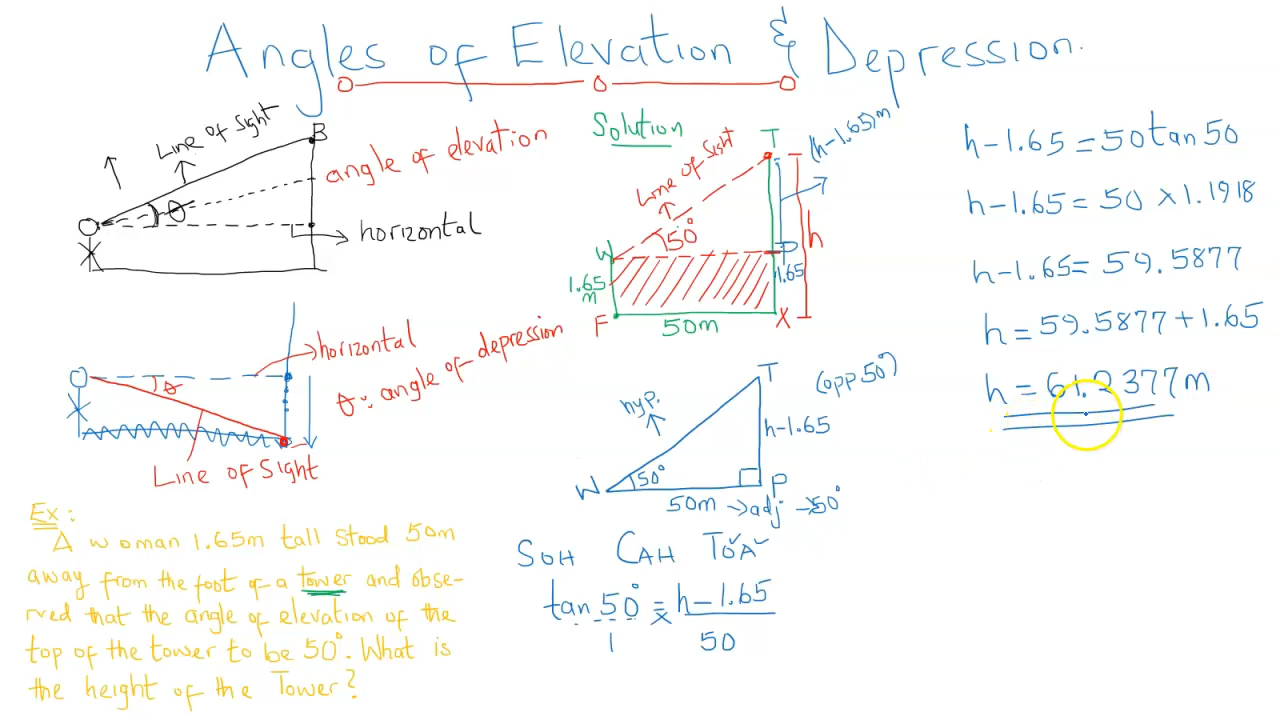 Angles of Elevation & Depression.
Line of Sight
B
angle of elevation
θ
horizontal
horizontal
θ
θ: angle of depression
Line of Sight
Ex:
A woman 1.65m tall stood 50m
away from the foot of a tower and obse-
rved that the angle of elevation of the
top of the tower to be 50°. What is
the height of the Tower?
Solution
T
(h-1.65)m
Line of Sight
50°
h
W
P
1.65
m
1.65
F
50m
X
T
(opp 50°)
hyp.
h-1.65
50°
W
P
50m → adj → 50°
SOH CAH TOA
tan 50° = h-1.65
1 50
h-1.65 = 50 tan 50
h-1.65 = 50 × 1.1918
h-1.65 = 59.5877
h = 59.5877 + 1.65
h = 61.2377m